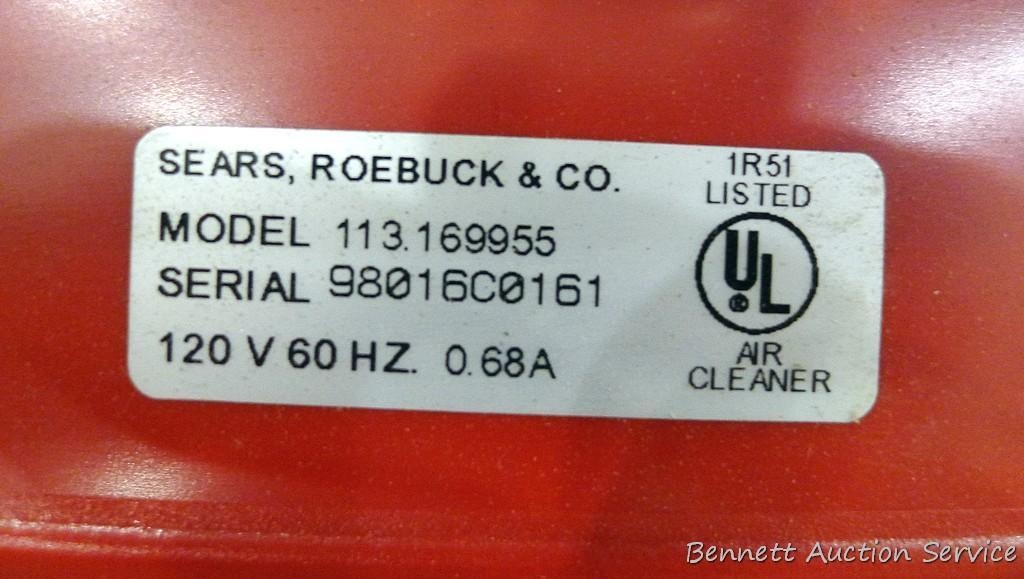 SEARS, ROEBUCK & CO.
MODEL 113.169955
SERIAL 98016C0161
120 V 60 HZ. 0.68A
1R51
LISTED
UL ®
AIR
CLEANER
Bennett Auction Service